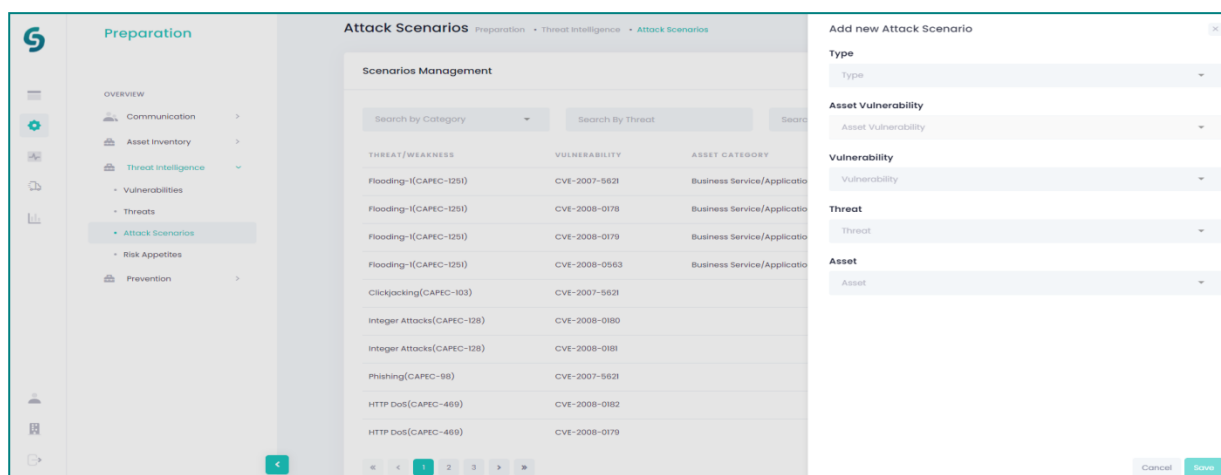 Preparation
OVERVIEW
Communication
Asset Inventory
Threat Intelligence
Vulnerabilities
Threats
Attack Scenarios
Risk Appetites
Prevention
Attack Scenarios Preparation • Threat Intelligence • Attack Scenarios
Scenarios Management
Search by Category Search By Threat Searc
THREAT/WEAKNESS VULNERABILITY ASSET CATEGORY
Flooding-1(CAPEC-1251) CVE-2007-5621 Business Service/Applicatio
Flooding-1(CAPEC-1251) CVE-2008-0178 Business Service/Applicatio
Flooding-1(CAPEC-1251) CVE-2008-0179 Business Service/Applicatio
Flooding-1(CAPEC-1251) CVE-2008-0563 Business Service/Applicatio
Clickjacking(CAPEC-103) CVE-2007-5621
Integer Attacks(CAPEC-128) CVE-2008-0180
Integer Attacks(CAPEC-128) CVE-2008-0181
Phishing(CAPEC-98) CVE-2007-5621
HTTP DoS(CAPEC-469) CVE-2008-0182
HTTP DoS(CAPEC-469) CVE-2008-0179
« < 1 2 3 > »
Add new Attack Scenario
Type
Type
Asset Vulnerability
Asset Vulnerability
Vulnerability
Vulnerability
Threat
Threat
Asset
Asset
Cancel Save